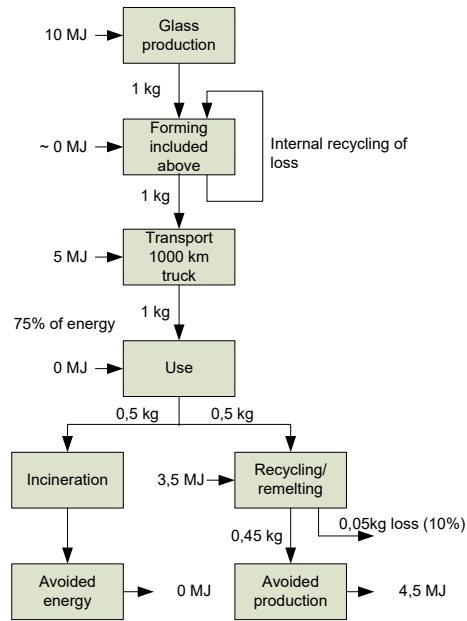 Glass
production
10 MJ
1 kg
Forming
included
above
~ 0 MJ
Internal recycling of
loss
1 kg
Transport
1000 km
truck
5 MJ
1 kg
75% of energy
Use
0 MJ
0,5 kg
0,5 kg
Incineration
3,5 MJ
Recycling/
remelting
0,05kg loss (10%)
0,45 kg
Avoided
energy
0 MJ
Avoided
production
4,5 MJ